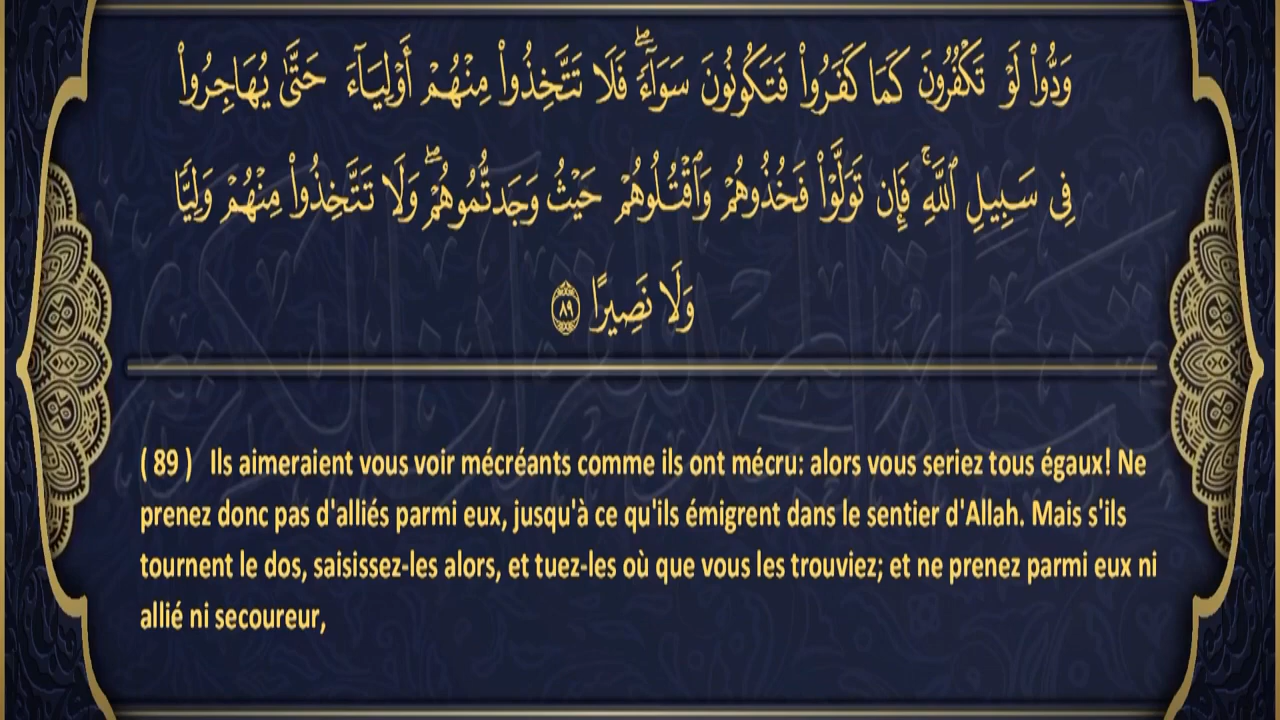 وَدُّوا۟ لَوْ تَكْفُرُونَ كَمَا كَفَرُوا۟ فَتَكُونُونَ سَوَآءًۖ فَلَا تَتَّخِذُوا۟ مِنْهُمْ أَوْلِيَآءَ حَتَّىٰ يُهَاجِرُوا۟
فِى سَبِيلِ ٱللَّهِۚ فَإِن تَوَلَّوْا۟ فَخُذُوهُمْ وَٱقْتُلُوهُمْ حَيْثُ وَجَدتُّمُوهُمْۖ وَلَا تَتَّخِذُوا۟ مِنْهُمْ وَلِيًّا
وَلَا نَصِيرًا ٨٩
( 89 ) Ils aimeraient vous voir mécréants comme ils ont mécru: alors vous seriez tous égaux! Ne
prenez donc pas d'alliés parmi eux, jusqu'à ce qu'ils émigrent dans le sentier d'Allah. Mais s'ils
tournent le dos, saisissez-les alors, et tuez-les où que vous les trouviez; et ne prenez parmi eux ni
allié ni secoureur,